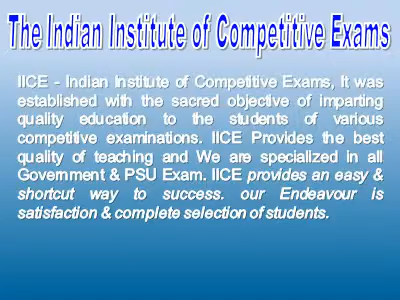 The Indian Institute of Competitive Exams
IICE - Indian Institute of Competitive Exams, It was
established with the sacred objective of imparting
quality education to the students of various
competitive examinations. IICE Provides the best
quality of teaching and We are specialized in all
Government & PSU Exam. IICE provides an easy &
shortcut way to success. our Endeavour is
satisfaction & complete selection of students.